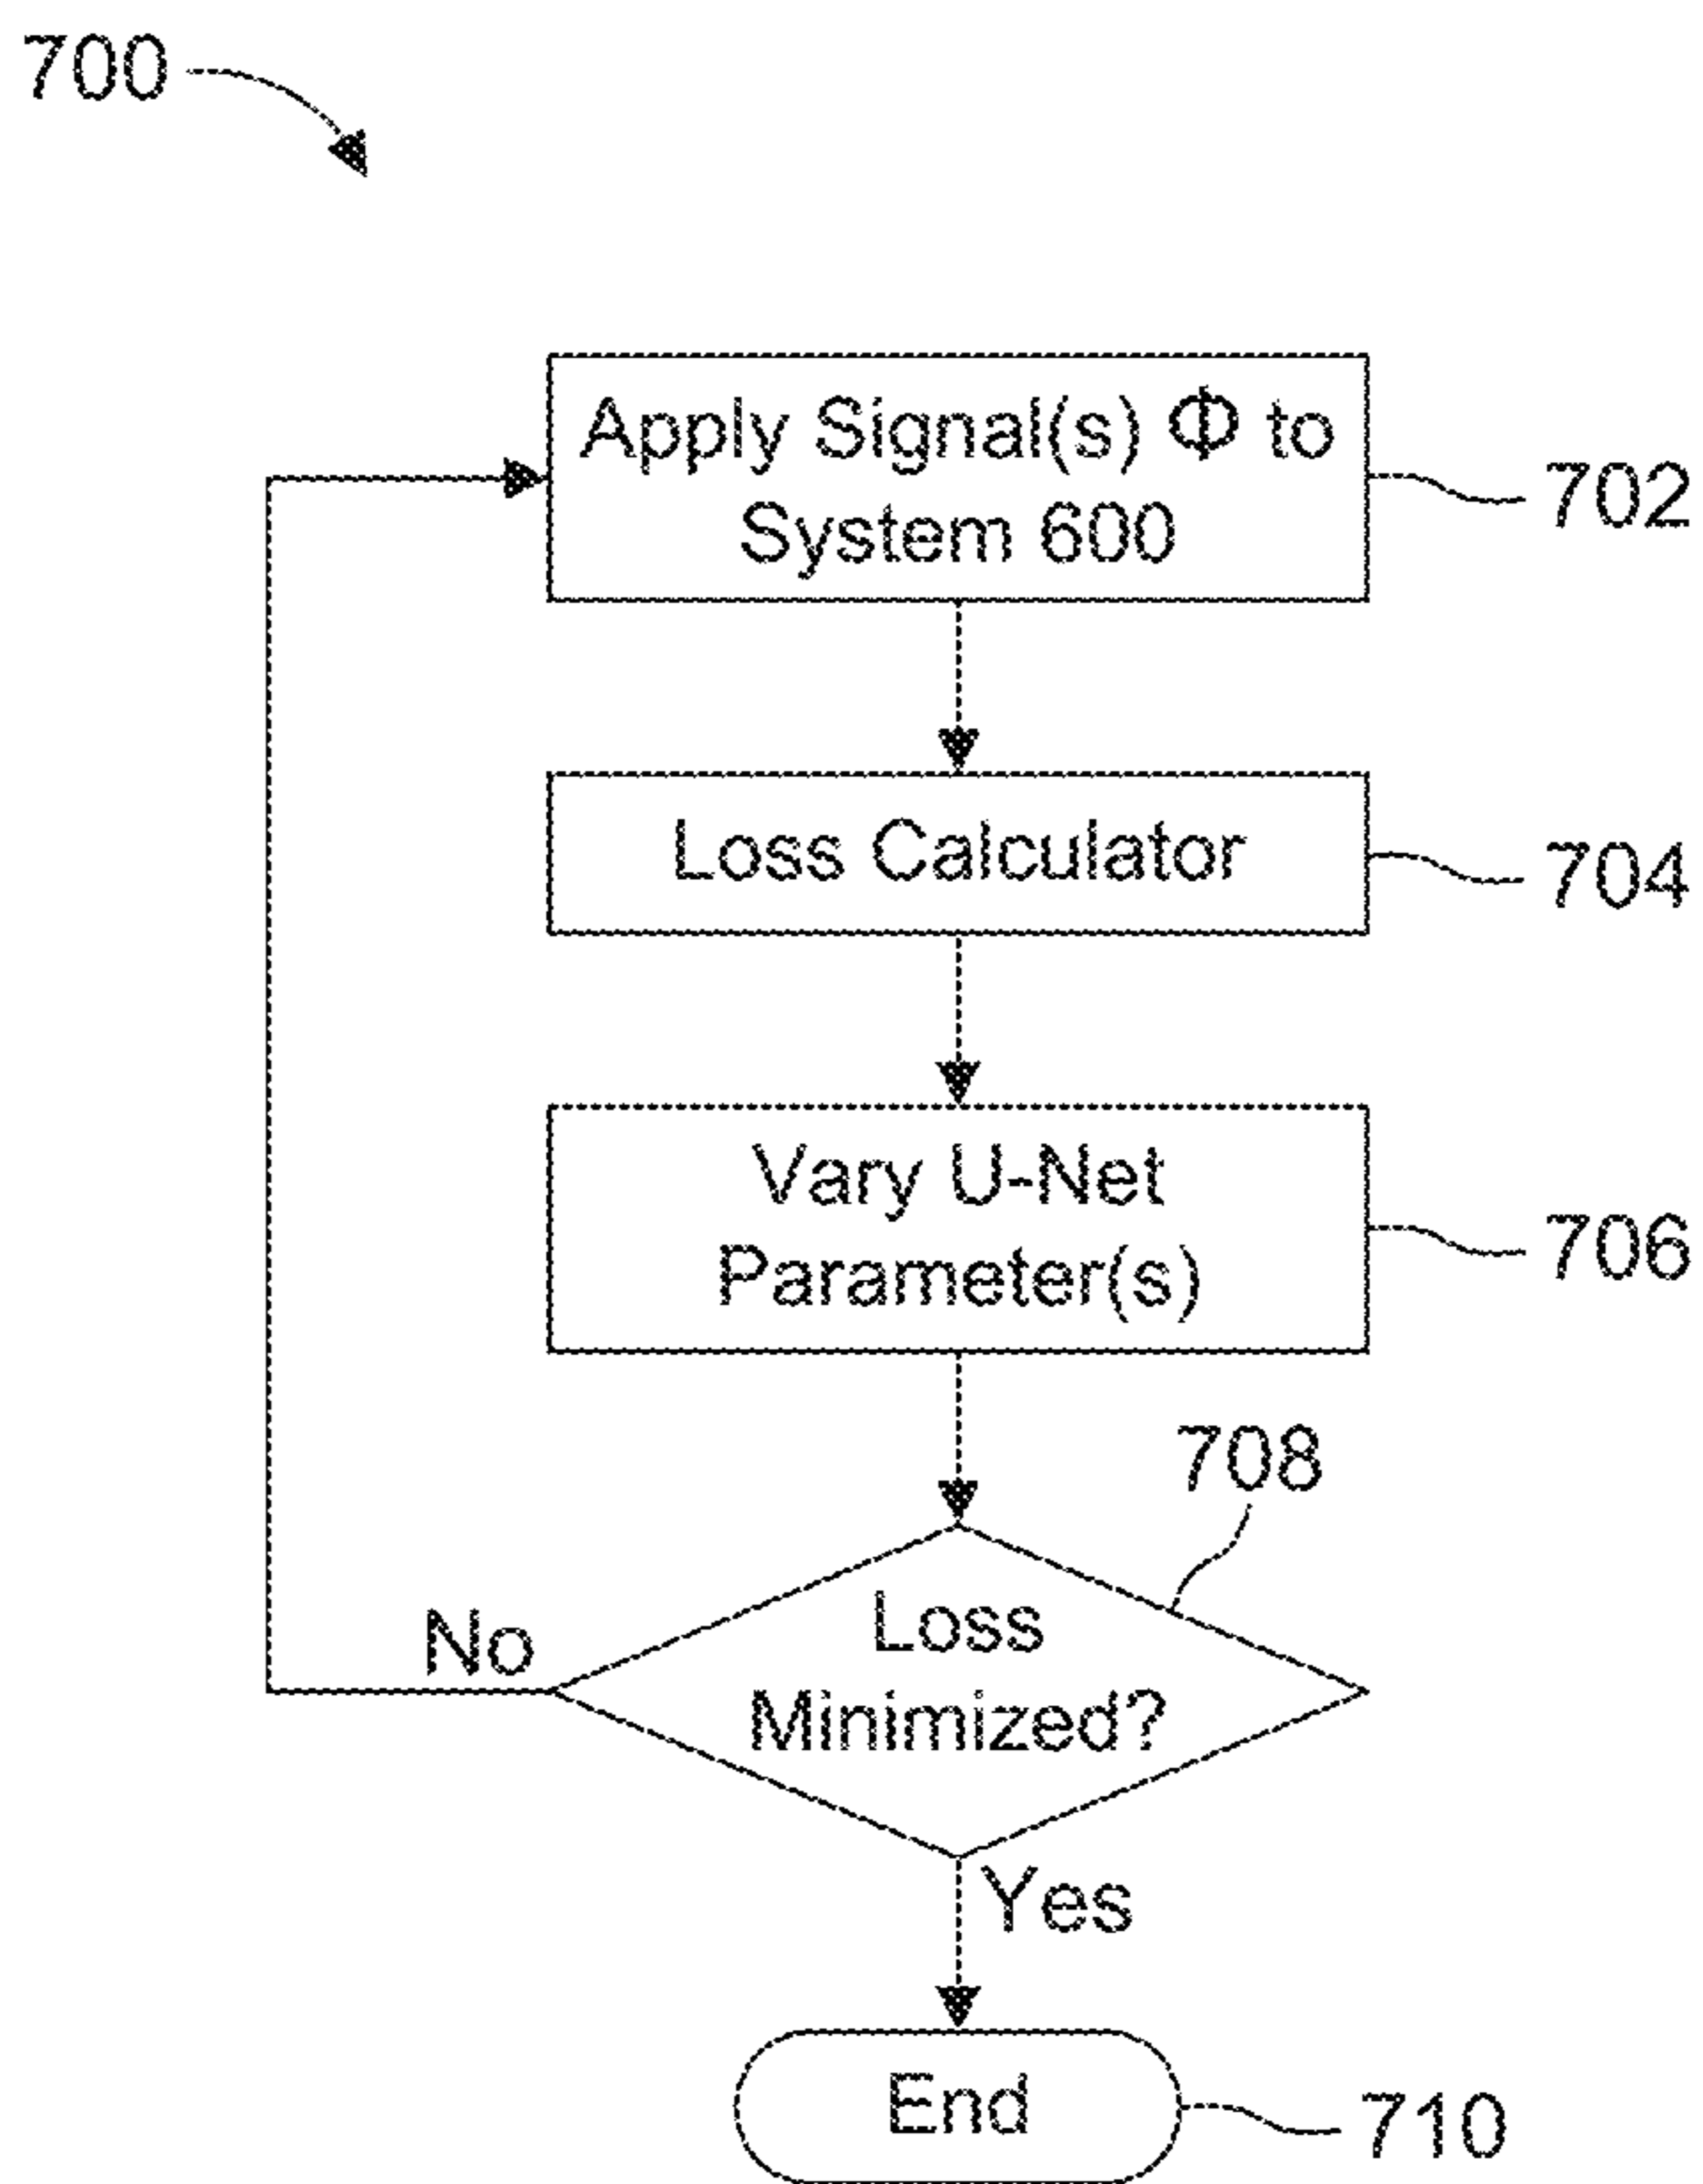 700
Apply Signal(s) Φ to
System 600
702
Loss Calculator
704
Vary U-Net
Parameter(s)
706
708
Loss
Minimized?
No
Yes
End
710